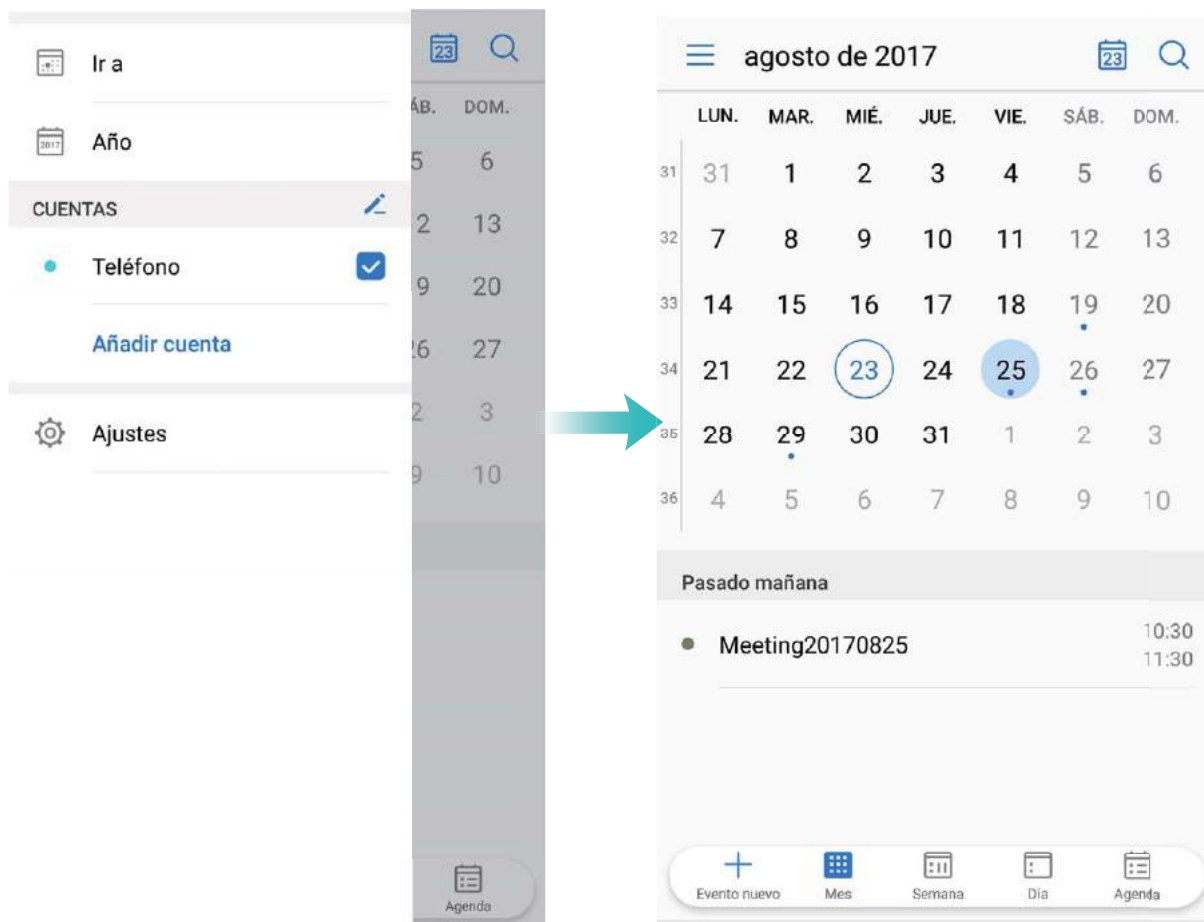 Ir a
2017
Año
CUENTAS
Teléfono
Añadir cuenta
Ajustes
23
ÁB. DOM.
5 6
2 13
9 20
26 27
2 3
9 10
Agenda
agosto de 2017 23
LUN. MAR. MIÉ. JUE. VIE. SÁB. DOM.
31 31 1 2 3 4 5 6
32 7 8 9 10 11 12 13
33 14 15 16 17 18 19 20
34 21 22 23 24 25 26 27
35 28 29 30 31 1 2 3
36 4 5 6 7 8 9 10
Pasado mañana
Meeting20170825 10:30
11:30
Evento nuevo Mes Semana Día Agenda